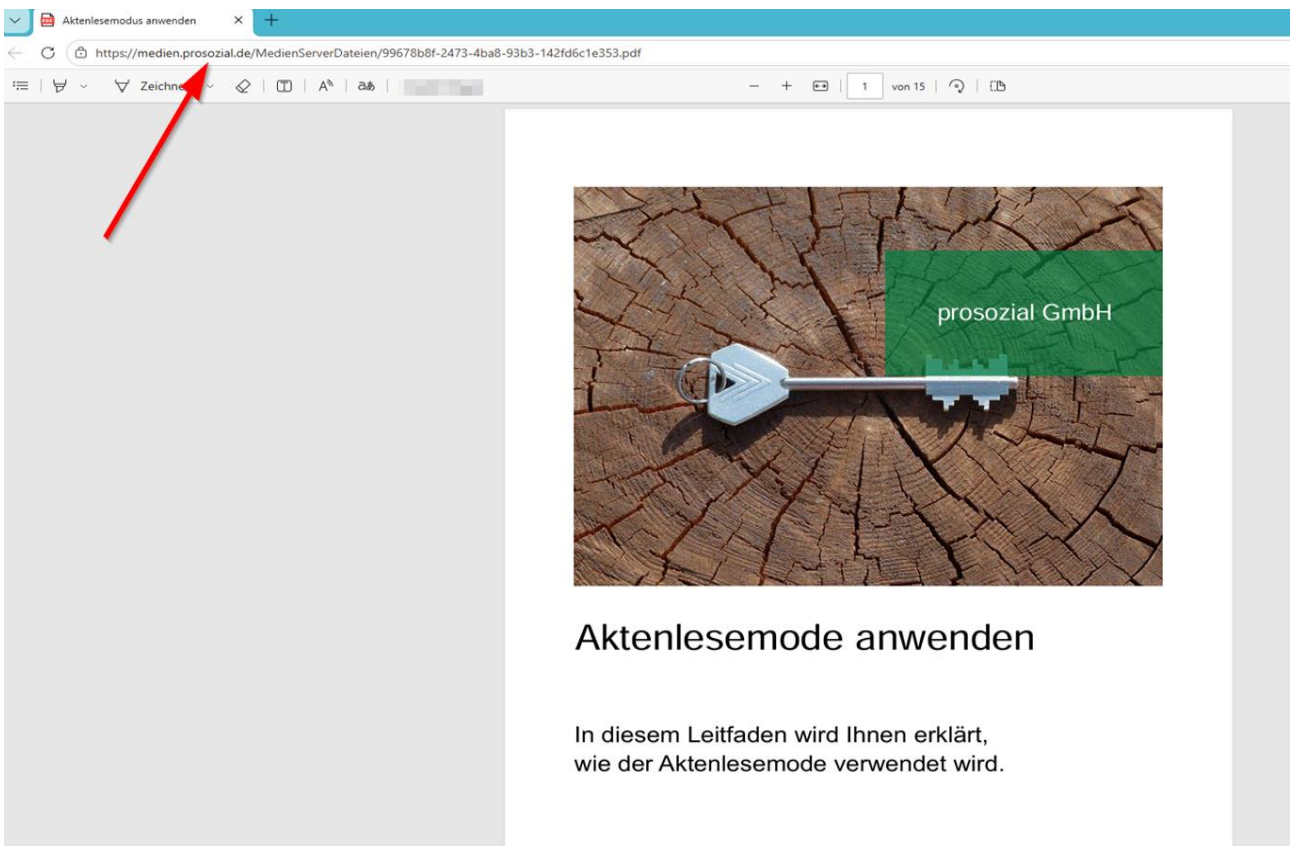 Aktenlesemodus anwenden
https://medien.prosozial.de/MedienServerDateien/99678b8f-2473-4ba8-93b3-142fd6c1e353.pdf
1 von 15
prosozial GmbH
Aktenlesemode anwenden
In diesem Leitfaden wird Ihnen erklärt,
wie der Aktenlesemode verwendet wird.